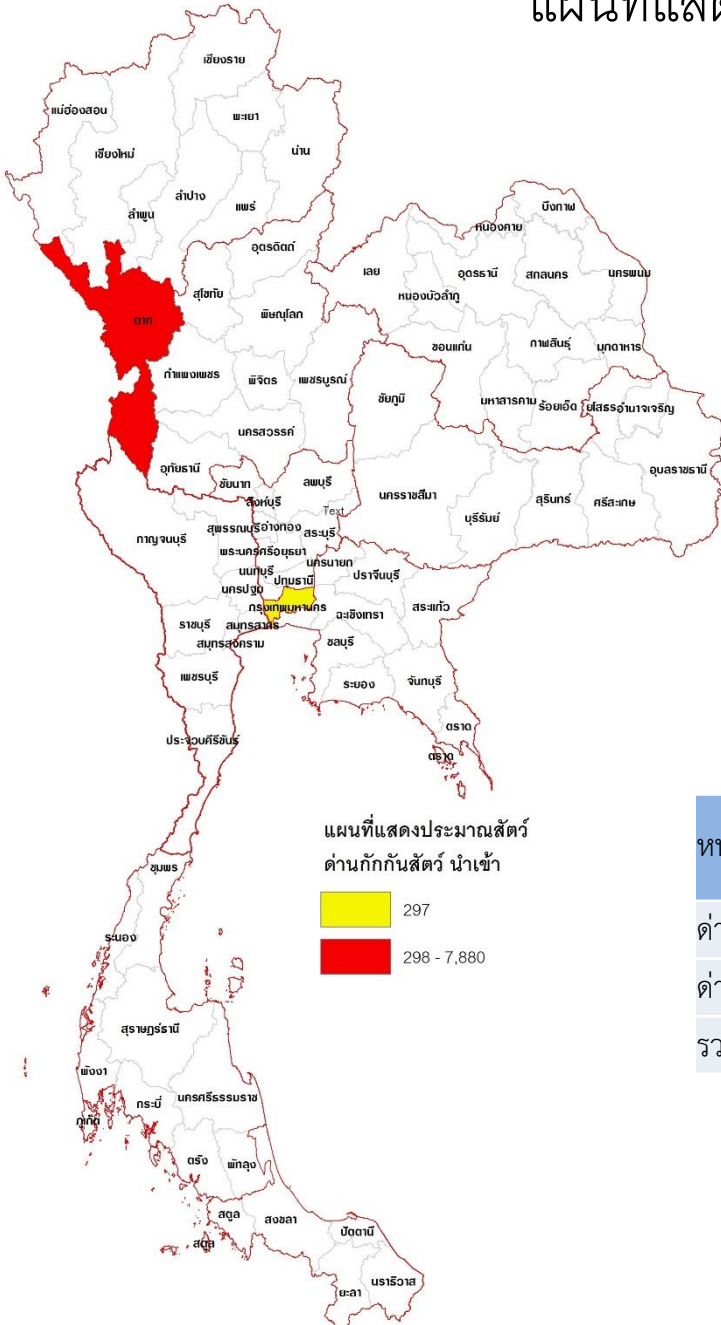 แผนที่แสด
เชียงราย
แม่ฮ่องสอน
พะเยา
เชียงใหม่
น่าน
ลำปาง
แพร่
ลำพูน
บึงกาฬ
หนองคาย
อุตรดิตถ์
เลย
อุดรธานี
สกลนคร
นครพนม
สุโขทัย
หนองบัวลำภู
ตาก
พิษณุโลก
ขอนแก่น
กาฬสินธุ์
มุกดาหาร
กำแพงเพชร
พิจิตร
เพชรบูรณ์
ชัยภูมิ
มหาสารคาม
ร้อยเอ็ด
ยโสธร
อำนาจเจริญ
นครสวรรค์
อุทัยธานี
ชัยนาท
ลพบุรี
นครราชสีมา
บุรีรัมย์
สุรินทร์
ศรีสะเกษ
อุบลราชธานี
สิงห์บุรี
Text
กาญจนบุรี
สุพรรณบุรี
อ่างทอง
สระบุรี
พระนครศรีอยุธยา
นครนายก
นนทบุรี
ปทุมธานี
ปราจีนบุรี
นครปฐม
กรุงเทพมหานคร
ฉะเชิงเทรา
สระแก้ว
ราชบุรี
สมุทรสาคร
สมุทรสงคราม
ชลบุรี
เพชรบุรี
ระยอง
จันทบุรี
ตราด
ตราด
ประจวบคีรีขันธ์
แผนที่แสดงประมาณสัตว์
ด่านกักกันสัตว์ นำเข้า
297
298 - 7,880
ด่า
ด่า
รว
ชุมพร
ระนอง
สุราษฎร์ธานี
พังงา
กระบี่
นครศรีธรรมราช
ภูเก็ต
ตรัง
พัทลุง
สตูล
สตูล
สงขลา
ปัตตานี
ยะลา
นราธิวาส